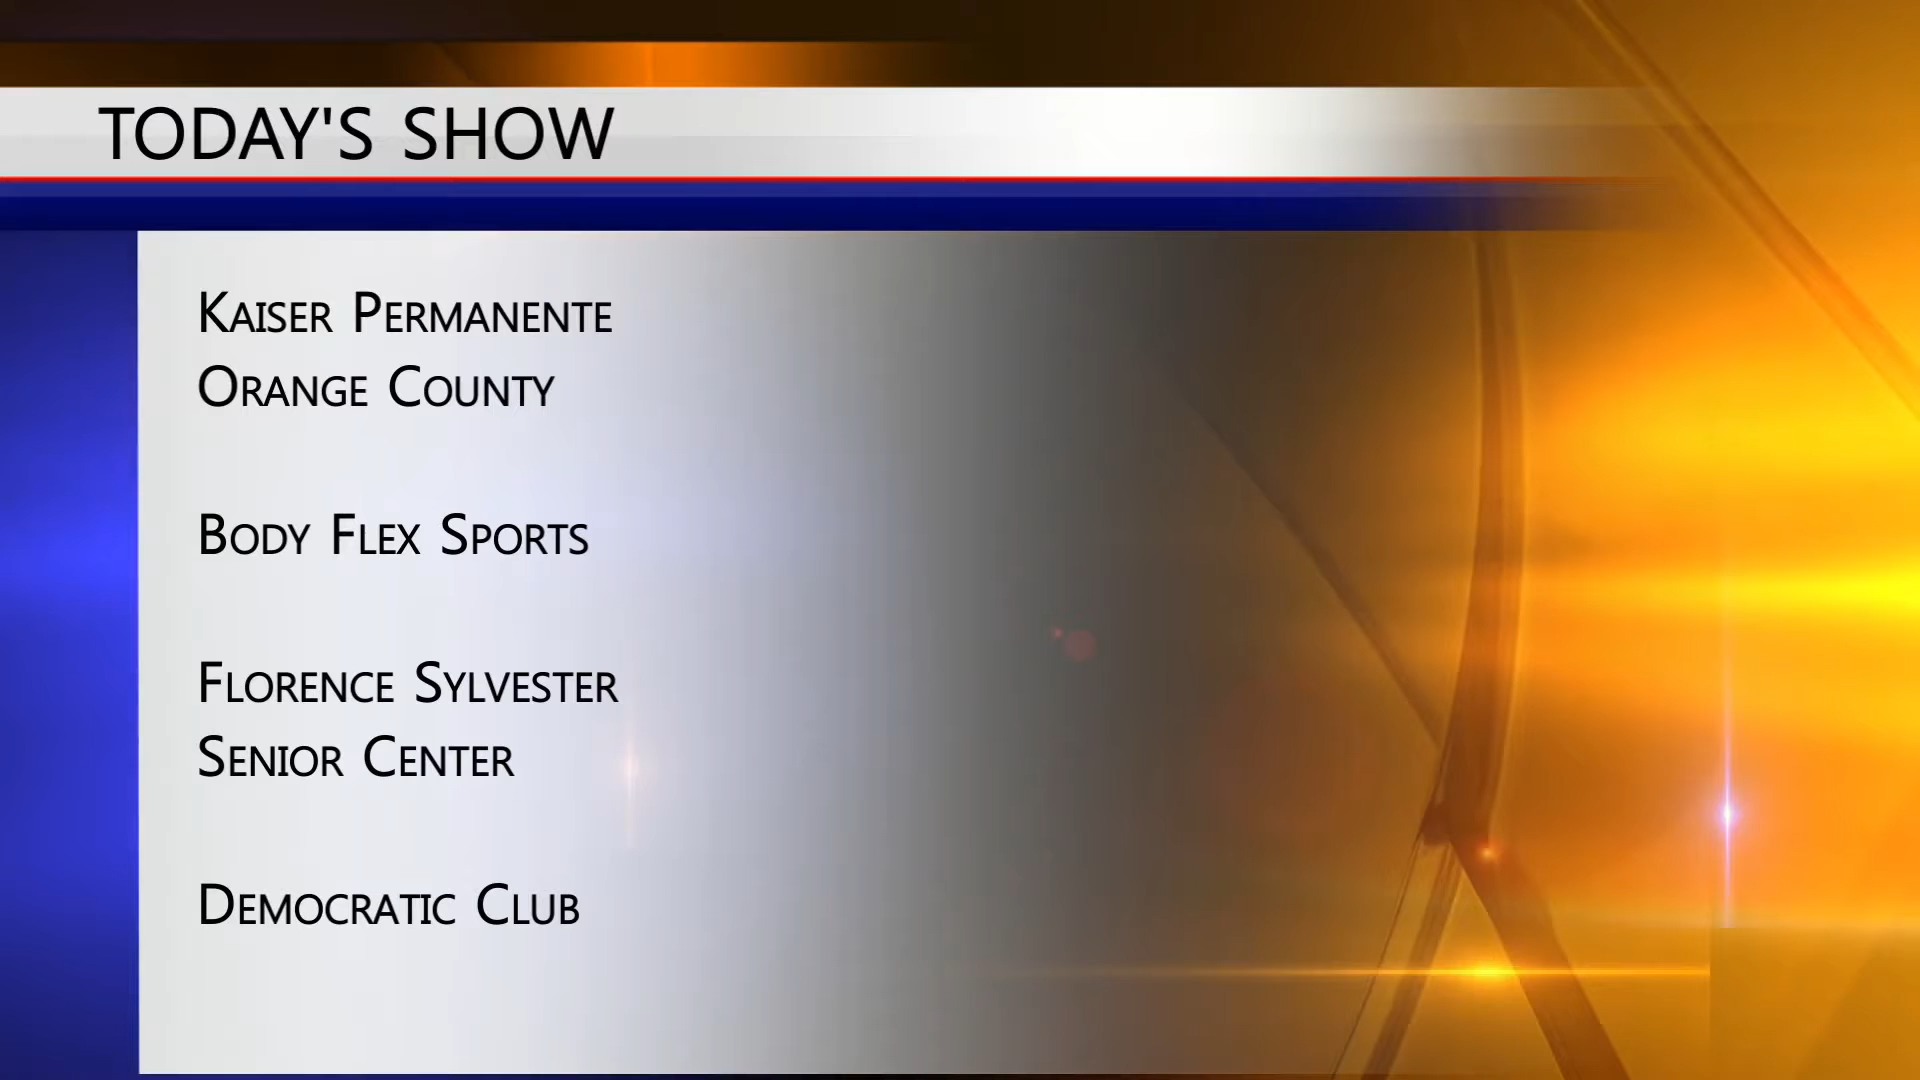 TODAY'S SHOW
Kaiser Permanente
Orange County
Body Flex Sports
Florence Sylvester
Senior Center
Democratic Club